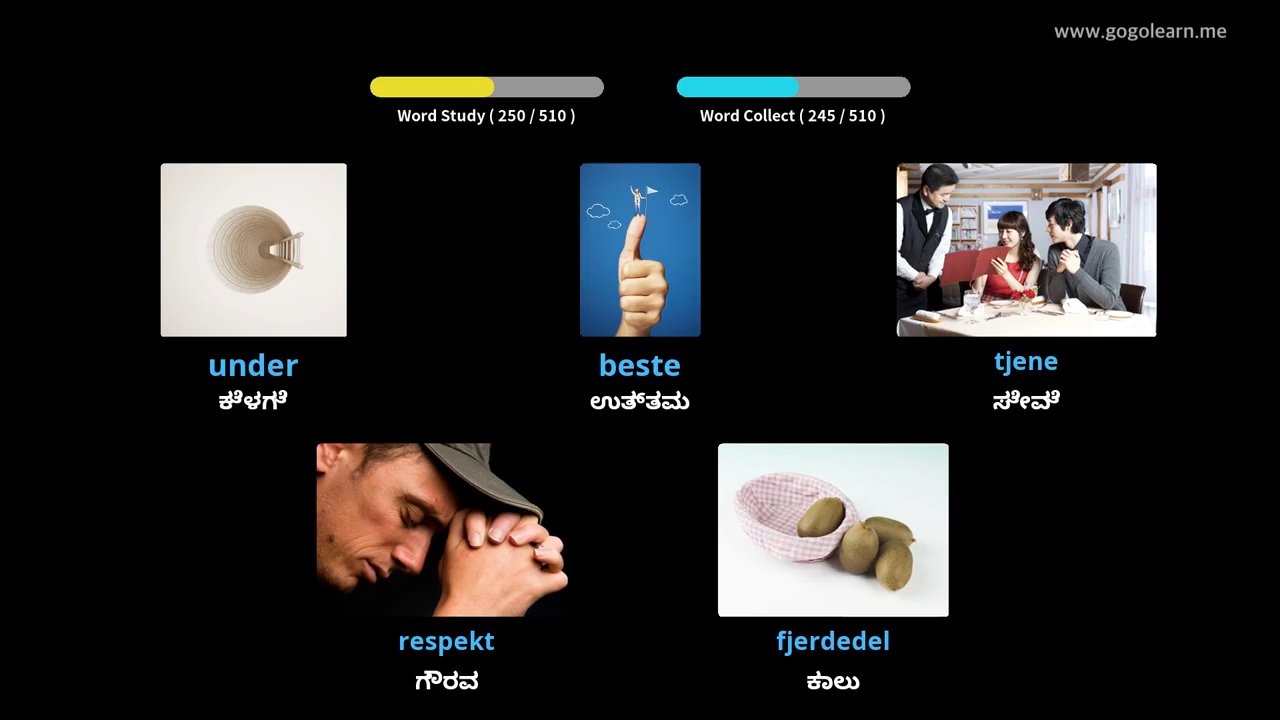 www.gogolearn.me
Word Study ( 250 / 510 )
Word Collect ( 245 / 510 )
under
beste
tjene
ಕೆಳಗೆ
ಉತ್ತಮ
ಸೇವೆ
respekt
fjerdedel
ಗೌರವ
ಕಾಲು